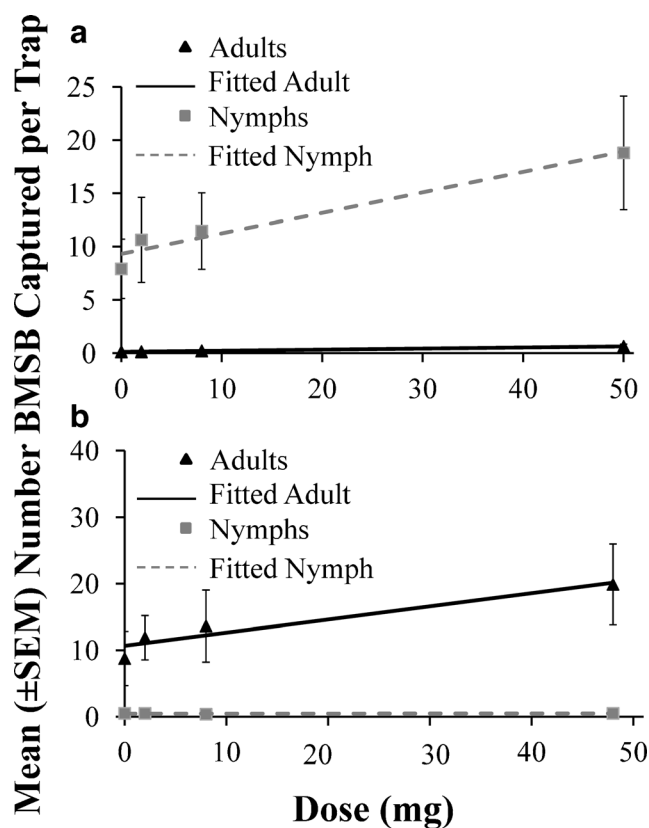 Mean (±SEM) Number BMSB Captured per Trap
a
Adults
Fitted Adult
Nymphs
Fitted Nymph
25
20
15
10
5
0
0 10 20 30 40 50
b
Adults
Fitted Adult
Nymphs
Fitted Nymph
40
30
20
10
0
0 10 20 30 40 50
Dose (mg)